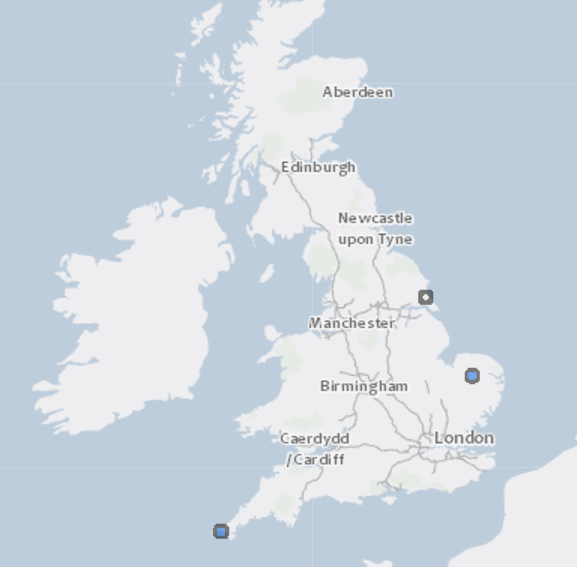 Aberdeen
Edinburgh
Newcastle
upon Tyne
Manchester
Birmingham
Caerdydd
/Cardiff
London